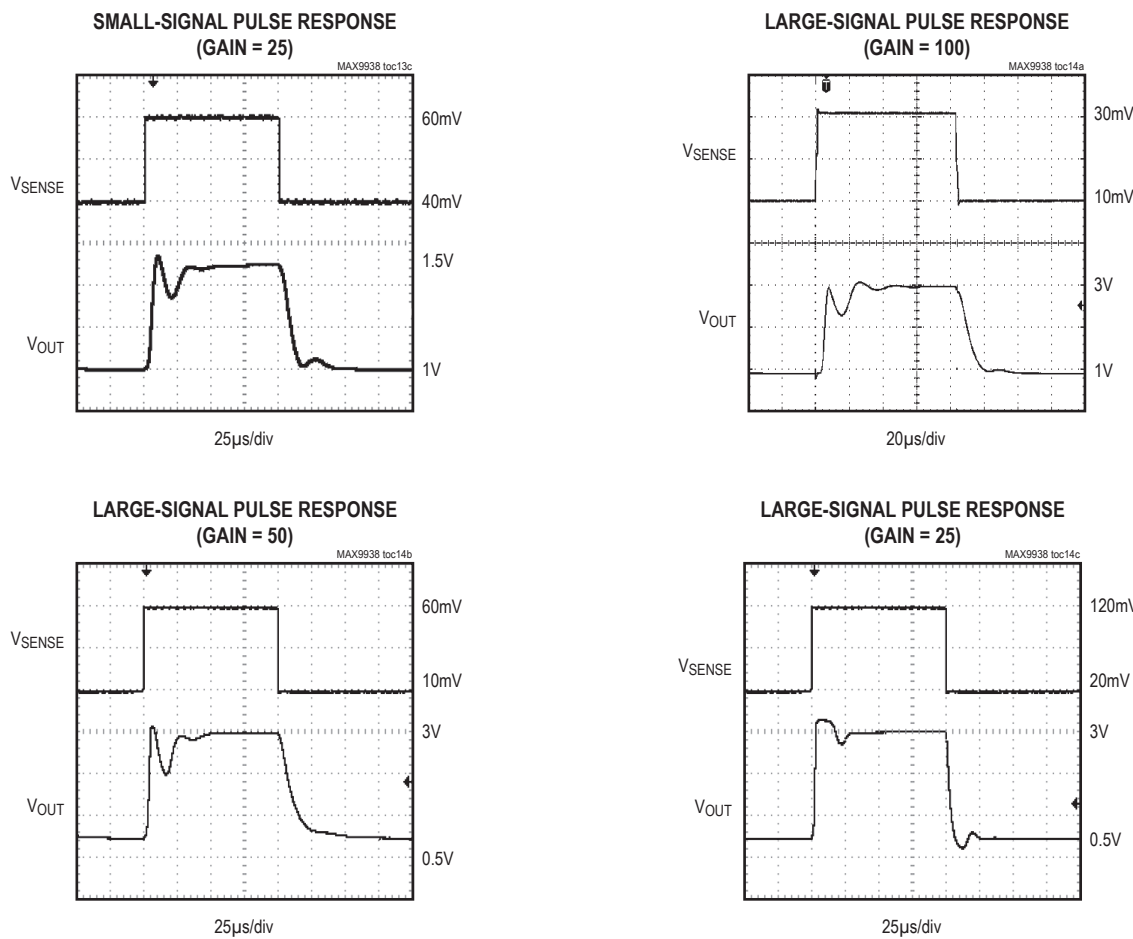 SMALL-SIGNAL PULSE RESPONSE
(GAIN = 25)
MAX9938 toc13c
VSENSE
60mV
40mV
VOUT
1.5V
1V
25µs/div
LARGE-SIGNAL PULSE RESPONSE
(GAIN = 100)
MAX9938 toc14a
VSENSE
30mV
10mV
VOUT
3V
1V
20µs/div
LARGE-SIGNAL PULSE RESPONSE
(GAIN = 50)
MAX9938 toc14b
VSENSE
60mV
10mV
VOUT
3V
0.5V
25µs/div
LARGE-SIGNAL PULSE RESPONSE
(GAIN = 25)
MAX9938 toc14c
VSENSE
120mV
20mV
VOUT
3V
0.5V
25µs/div